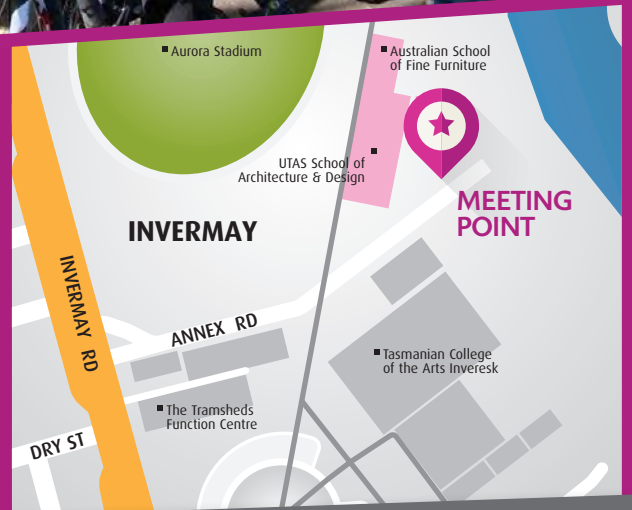 Aurora Stadium
Australian School
of Fine Furniture
UTAS School of
Architecture & Design
MEETING
POINT
INVERMAY
INVERMAY RD
ANNEX RD
Tasmanian College
of the Arts Inveresk
The Tramsheds
Function Centre
DRY ST